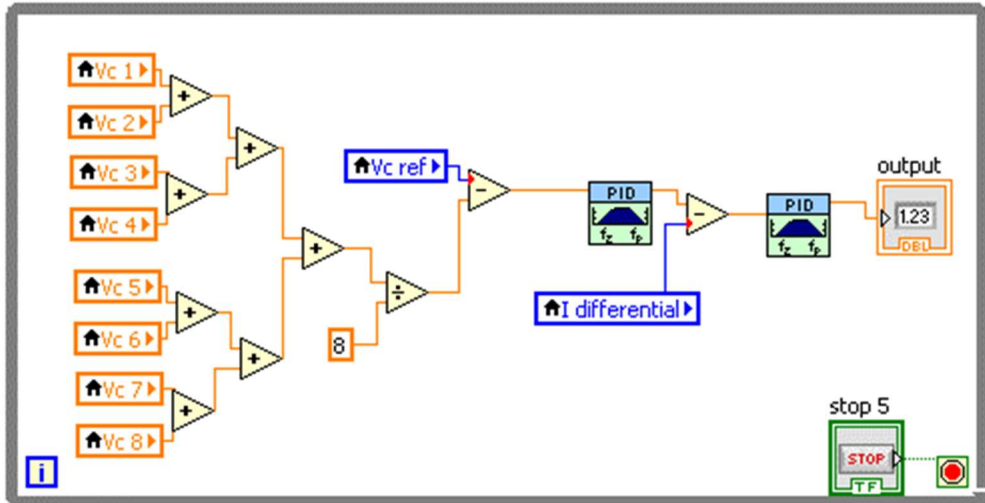 Vc 1
Vc 2
Vc 3
Vc 4
Vc 5
Vc 6
Vc 7
Vc 8
+
+
+
+
+
+
+
÷
8
Vc ref
-
PID
fz fp
I differential
-
PID
fz fp
output
1.23
DBL
stop 5
STOP
TF
i